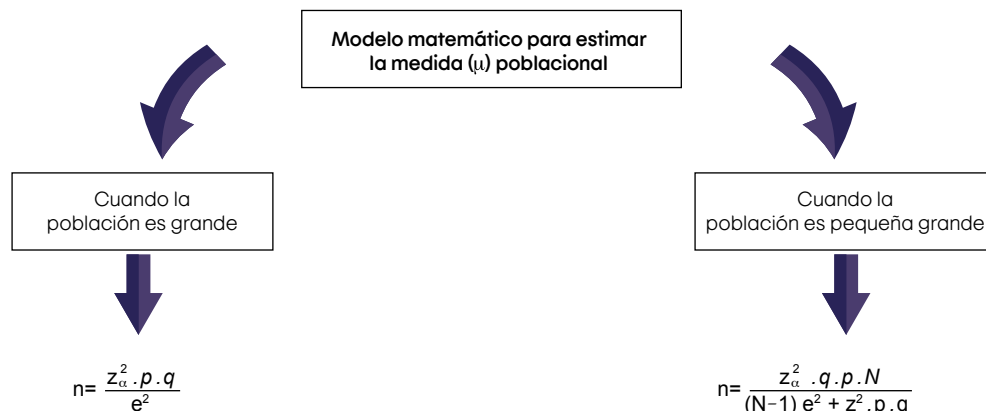 Modelo matemático para estimar
la medida (μ) poblacional
Cuando la
población es grande
Cuando la
población es pequeña grande
n= z²α .p.q / e²
n= z²α .q.p.N / (N-1) e² + z².p.q